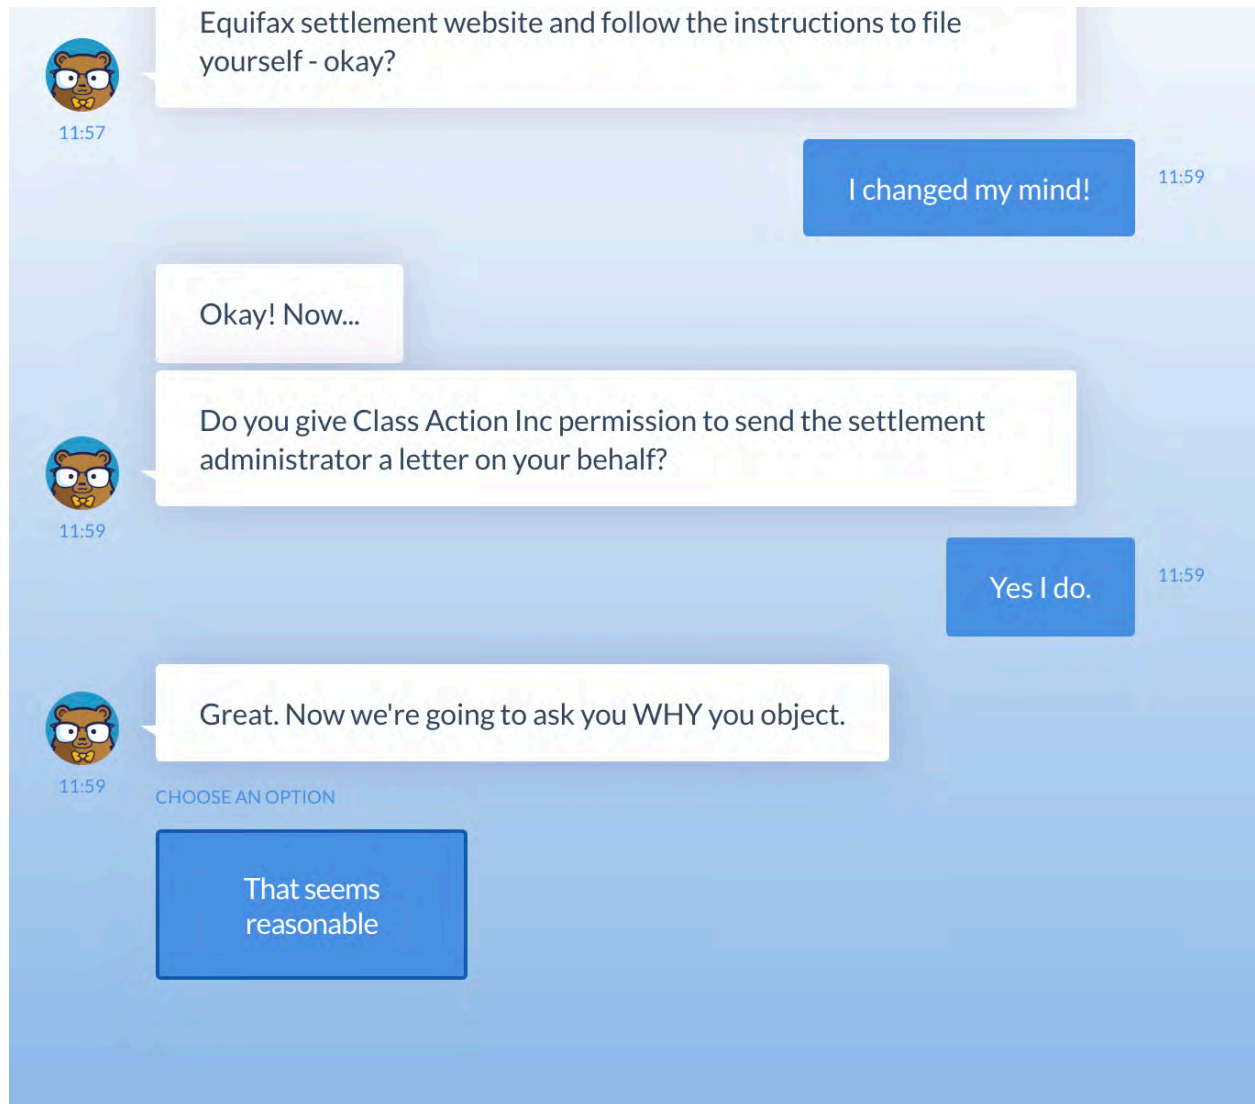 Equifax settlement website and follow the instructions to file
yourself - okay?
11:57
I changed my mind!
11:59
Okay! Now...
Do you give Class Action Inc permission to send the settlement
administrator a letter on your behalf?
11:59
Yes I do.
11:59
Great. Now we're going to ask you WHY you object.
11:59
CHOOSE AN OPTION
That seems
reasonable